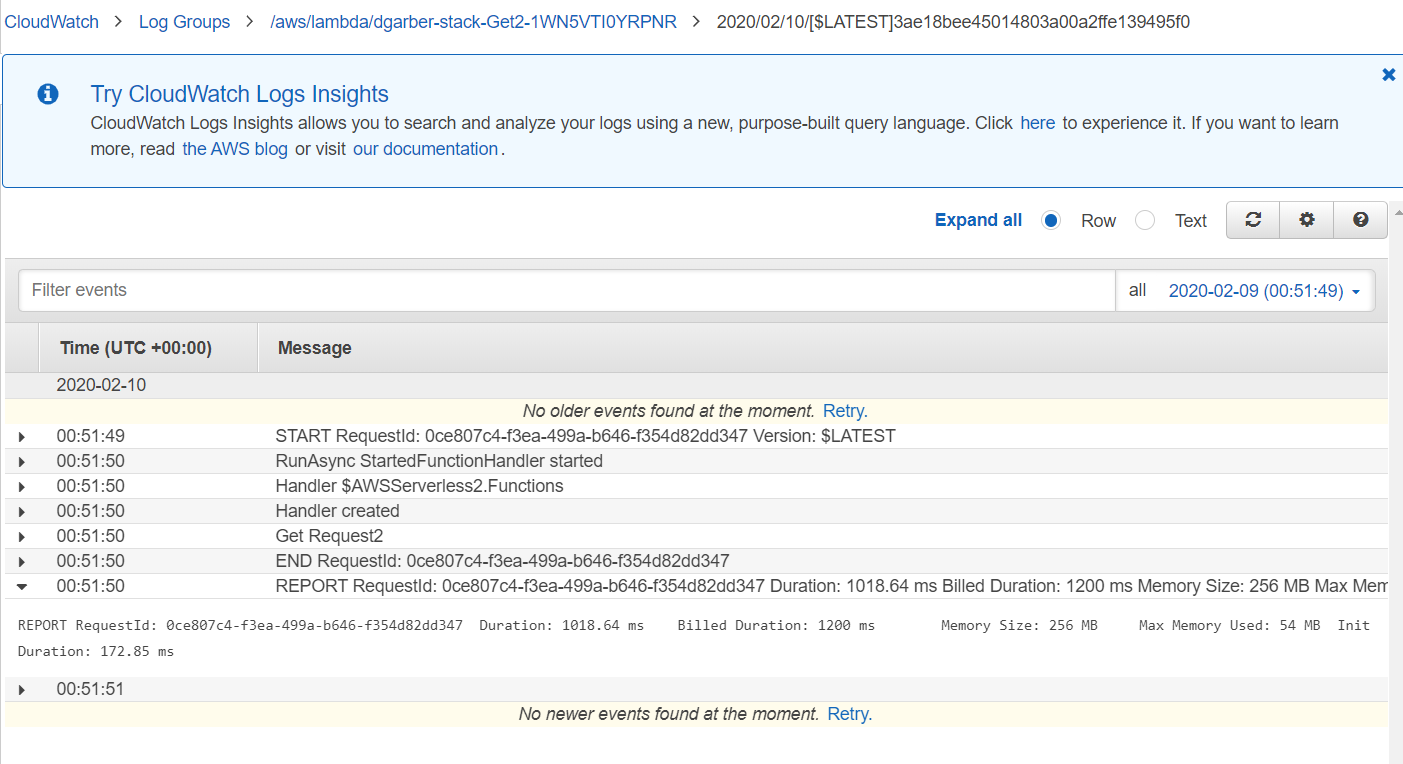 CloudWatch > Log Groups > /aws/lambda/dgarber-stack-Get2-1WN5VTI0YRPNR > 2020/02/10/[$LATEST]3ae18bee45014803a00a2ffe139495f0
Try CloudWatch Logs Insights
CloudWatch Logs Insights allows you to search and analyze your logs using a new, purpose-built query language. Click here to experience it. If you want to learn
more, read the AWS blog or visit our documentation.
Expand all Row Text
Filter events all 2020-02-09 (00:51:49)
Time (UTC +00:00) Message
2020-02-10
No older events found at the moment. Retry.
00:51:49 START RequestId: 0ce807c4-f3ea-499a-b646-f354d82dd347 Version: $LATEST
00:51:50 RunAsync StartedFunctionHandler started
00:51:50 Handler $AWSServerless2.Functions
00:51:50 Handler created
00:51:50 Get Request2
00:51:50 END RequestId: 0ce807c4-f3ea-499a-b646-f354d82dd347
00:51:50 REPORT RequestId: 0ce807c4-f3ea-499a-b646-f354d82dd347 Duration: 1018.64 ms Billed Duration: 1200 ms Memory Size: 256 MB Max Mem
REPORT RequestId: 0ce807c4-f3ea-499a-b646-f354d82dd347 Duration: 1018.64 ms Billed Duration: 1200 ms Memory Size: 256 MB Max Memory Used: 54 MB Init
Duration: 172.85 ms
00:51:51
No newer events found at the moment. Retry.